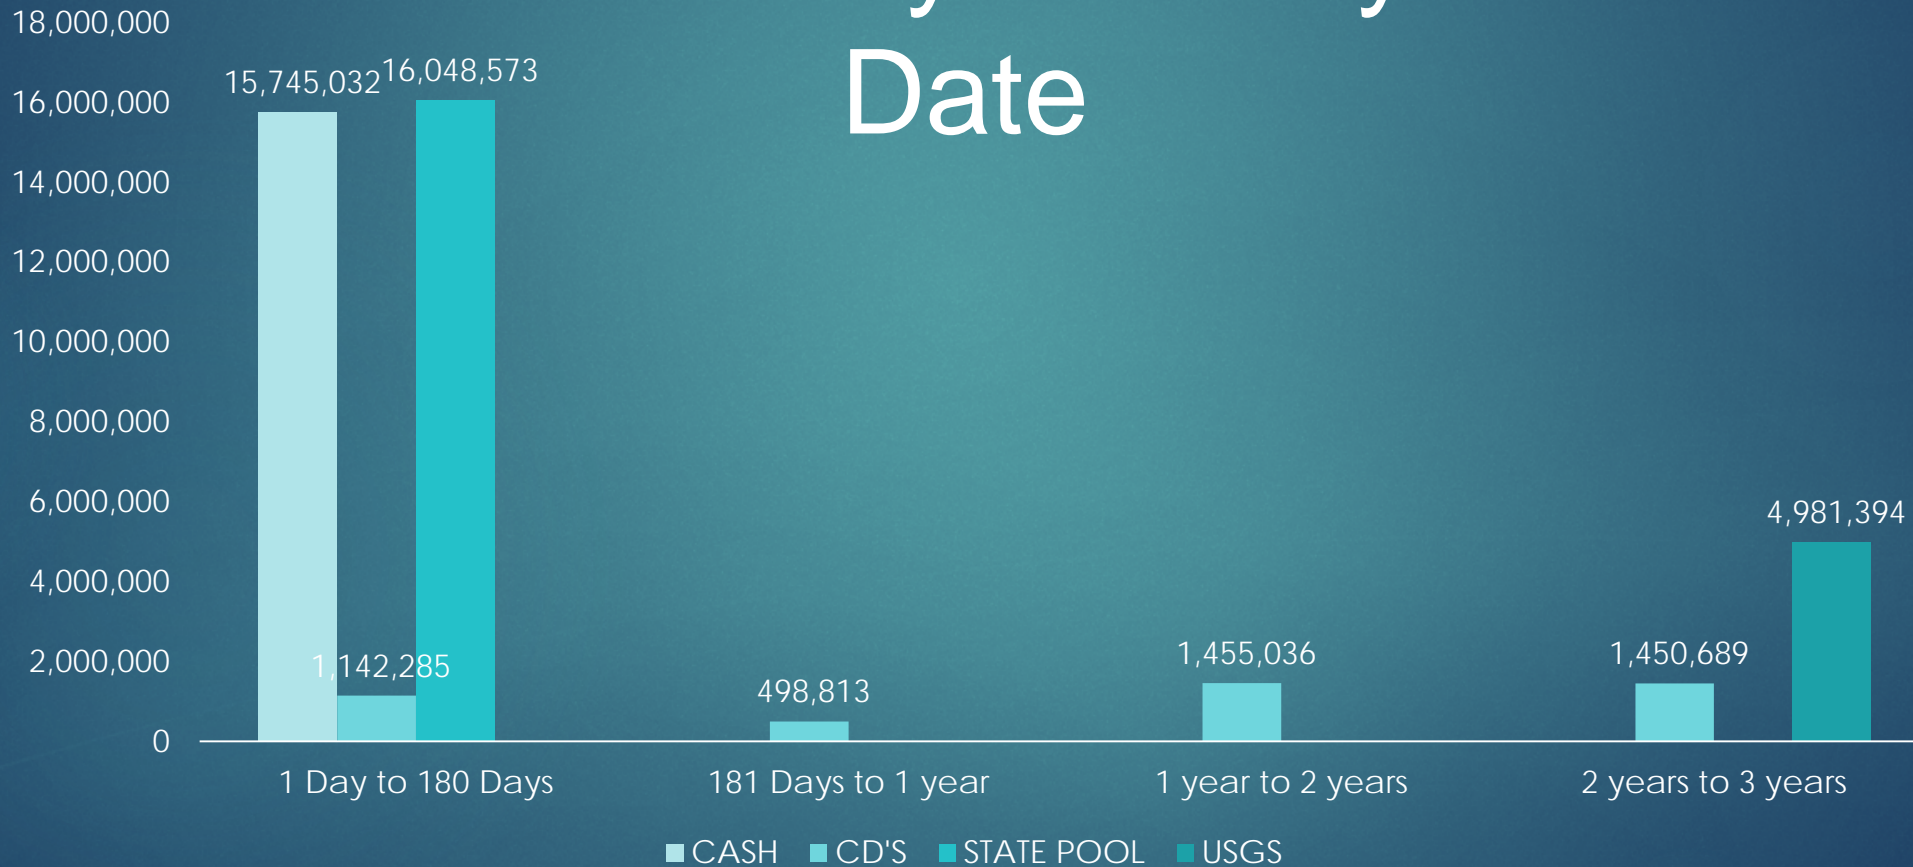 Date
18,000,000
16,000,000
14,000,000
12,000,000
10,000,000
8,000,000
6,000,000
4,000,000
2,000,000
0
15,745,032
1,142,285
16,048,573
498,813
1,455,036
1,450,689
4,981,394
1 Day to 180 Days
181 Days to 1 year
1 year to 2 years
2 years to 3 years
CASH CD'S STATE POOL USGS